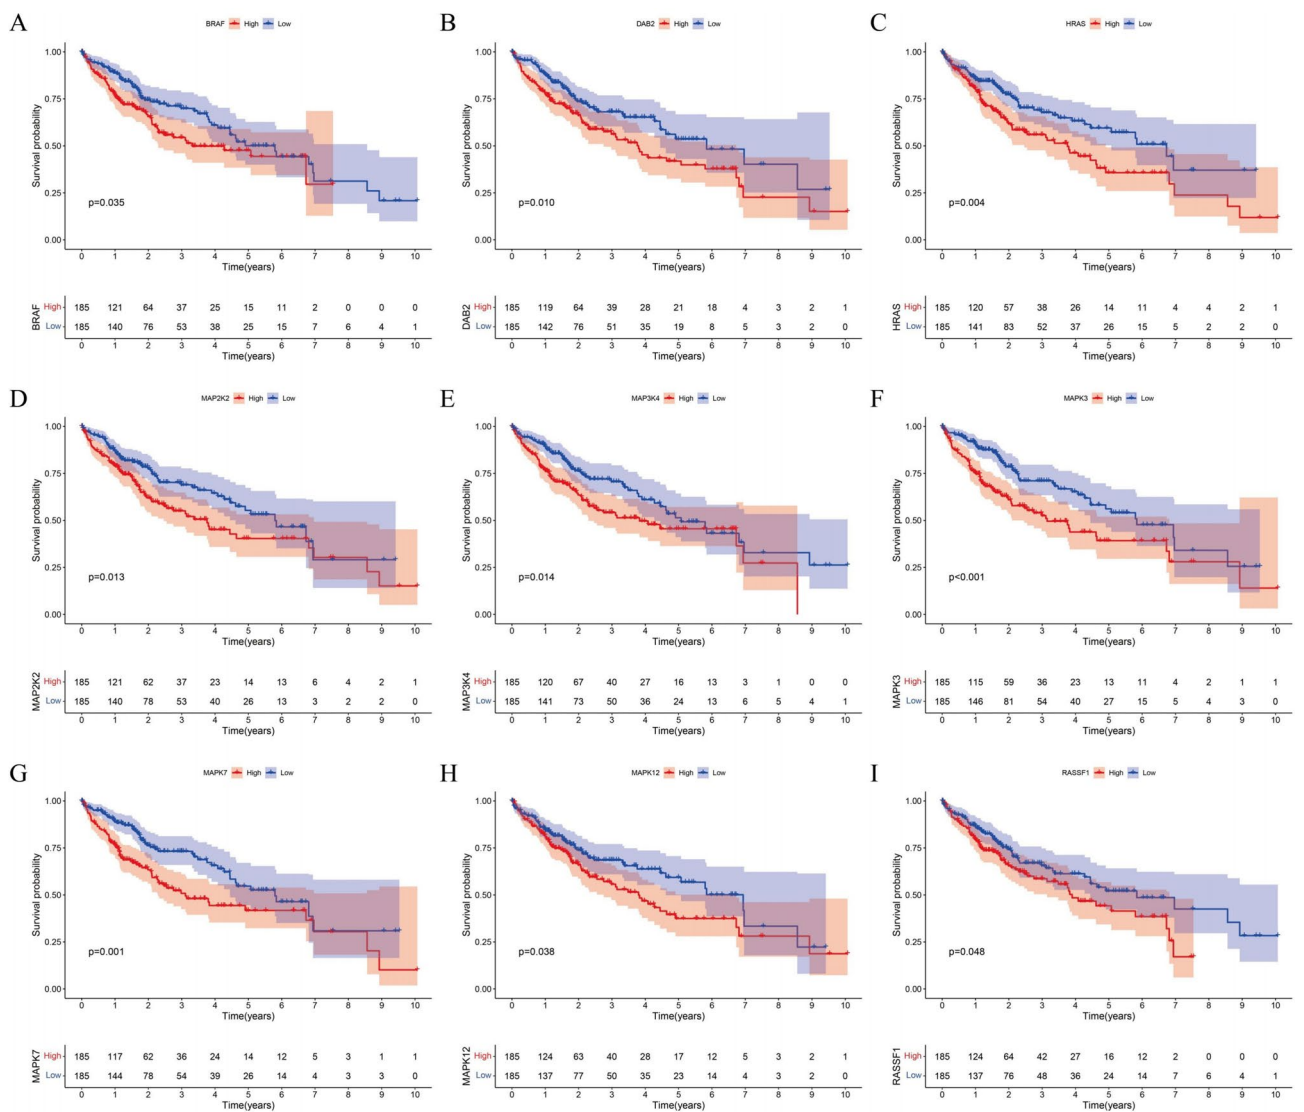 A
BRAF High Low
1.00
0.75
0.50
0.25
0.00
Survival probability
p=0.035
0 1 2 3 4 5 6 7 8 9 10
Time(years)
BRAF
High 185 121 64 37 25 15 11 2 0 0 0
Low 185 140 76 53 38 25 15 7 6 4 1
0 1 2 3 4 5 6 7 8 9 10
Time(years)
B
DAB2 High Low
1.00
0.75
0.50
0.25
0.00
Survival probability
p=0.010
0 1 2 3 4 5 6 7 8 9 10
Time(years)
DAB2
High 185 119 64 39 28 21 18 4 3 2 1
Low 185 142 76 51 35 19 8 5 3 2 0
0 1 2 3 4 5 6 7 8 9 10
Time(years)
C
HRAS High Low
1.00
0.75
0.50
0.25
0.00
Survival probability
p=0.004
0 1 2 3 4 5 6 7 8 9 10
Time(years)
HRAS
High 185 120 57 38 26 14 11 4 4 2 1
Low 185 141 83 52 37 26 15 5 2 2 0
0 1 2 3 4 5 6 7 8 9 10
Time(years)
D
MAP2K2 High Low
1.00
0.75
0.50
0.25
0.00
Survival probability
p=0.013
0 1 2 3 4 5 6 7 8 9 10
Time(years)
MAP2K2
High 185 121 62 37 23 14 13 6 4 2 1
Low 185 140 78 53 40 26 13 3 2 2 0
0 1 2 3 4 5 6 7 8 9 10
Time(years)
E
MAP3K4 High Low
1.00
0.75
0.50
0.25
0.00
Survival probability
p=0.014
0 1 2 3 4 5 6 7 8 9 10
Time(years)
MAP3K4
High 185 120 67 40 27 16 13 3 1 0 0
Low 185 141 73 50 36 24 13 6 5 4 1
0 1 2 3 4 5 6 7 8 9 10
Time(years)
F
MAPK3 High Low
1.00
0.75
0.50
0.25
0.00
Survival probability
p<0.001
0 1 2 3 4 5 6 7 8 9 10
Time(years)
MAPK3
High 185 115 59 36 23 13 11 4 2 1 1
Low 185 146 81 54 40 27 15 5 4 3 0
0 1 2 3 4 5 6 7 8 9 10
Time(years)
G
MAPK7 High Low
1.00
0.75
0.50
0.25
0.00
Survival probability
p=0.001
0 1 2 3 4 5 6 7 8 9 10
Time(years)
MAPK7
High 185 117 62 36 24 14 12 5 3 1 1
Low 185 144 78 54 39 26 14 4 3 3 0
0 1 2 3 4 5 6 7 8 9 10
Time(years)
H
MAPK12 High Low
1.00
0.75
0.50
0.25
0.00
Survival probability
p=0.038
0 1 2 3 4 5 6 7 8 9 10
Time(years)
MAPK12
High 185 124 63 40 28 17 12 5 3 2 1
Low 185 137 77 50 35 23 14 4 3 2 0
0 1 2 3 4 5 6 7 8 9 10
Time(years)
I
RASSF1 High Low
1.00
0.75
0.50
0.25
0.00
Survival probability
p=0.048
0 1 2 3 4 5 6 7 8 9 10
Time(years)
RASSF1
High 185 124 64 42 27 16 12 2 0 0 0
Low 185 137 76 48 36 24 14 7 6 4 1
0 1 2 3 4 5 6 7 8 9 10
Time(years)